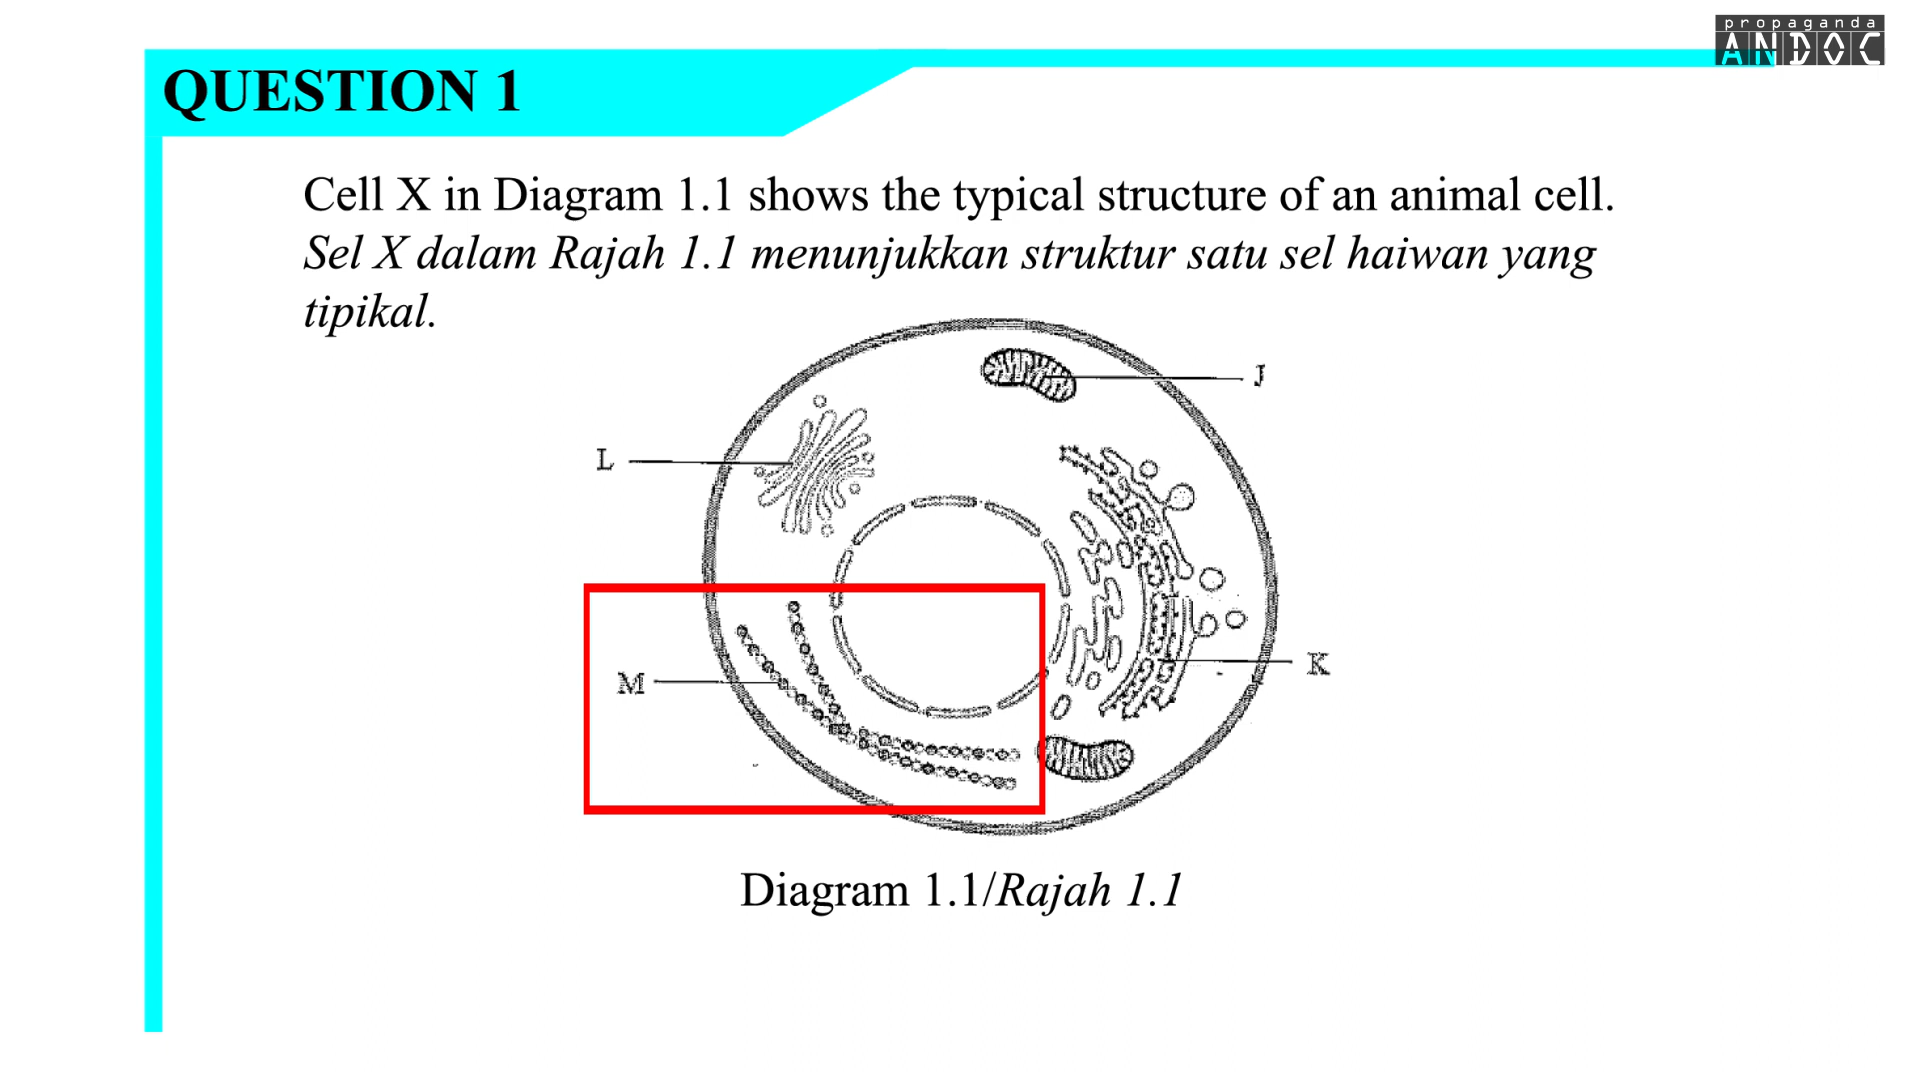 propaganda
ANDOC
QUESTION 1
Cell X in Diagram 1.1 shows the typical structure of an animal cell.
Sel X dalam Rajah 1.1 menunjukkan struktur satu sel haiwan yang
tipikal.
J
L
K
M
Diagram 1.1/Rajah 1.1